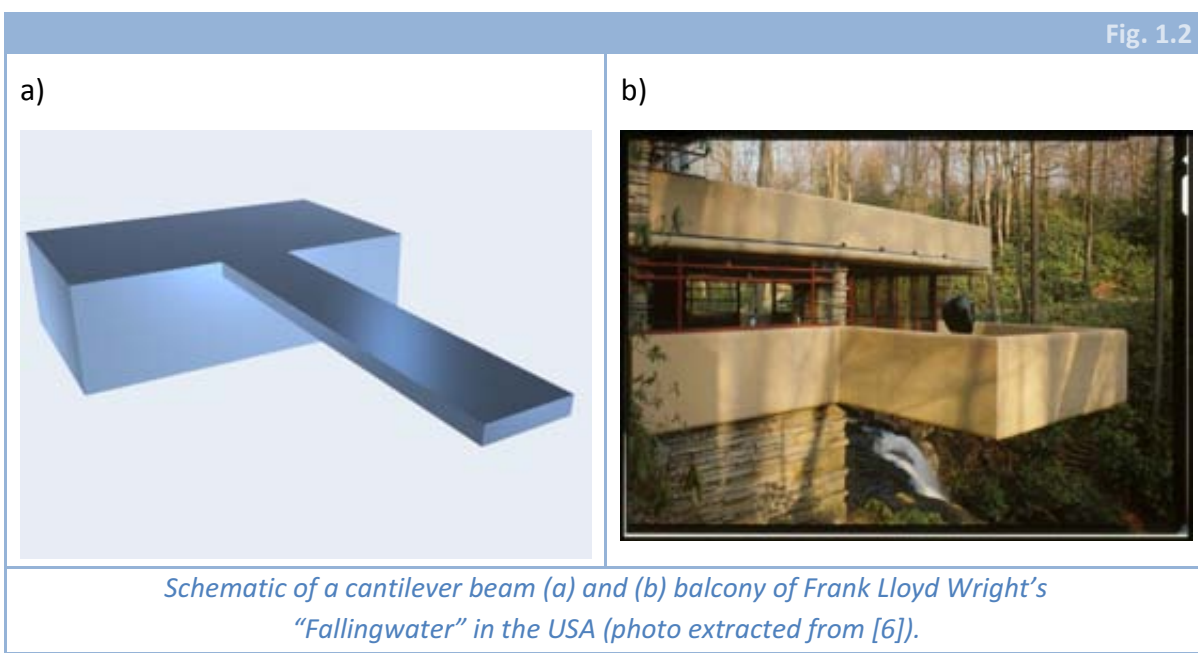 Fig. 1.2
a)
b)
Schematic of a cantilever beam (a) and (b) balcony of Frank Lloyd Wright’s
“Fallingwater” in the USA (photo extracted from [6]).